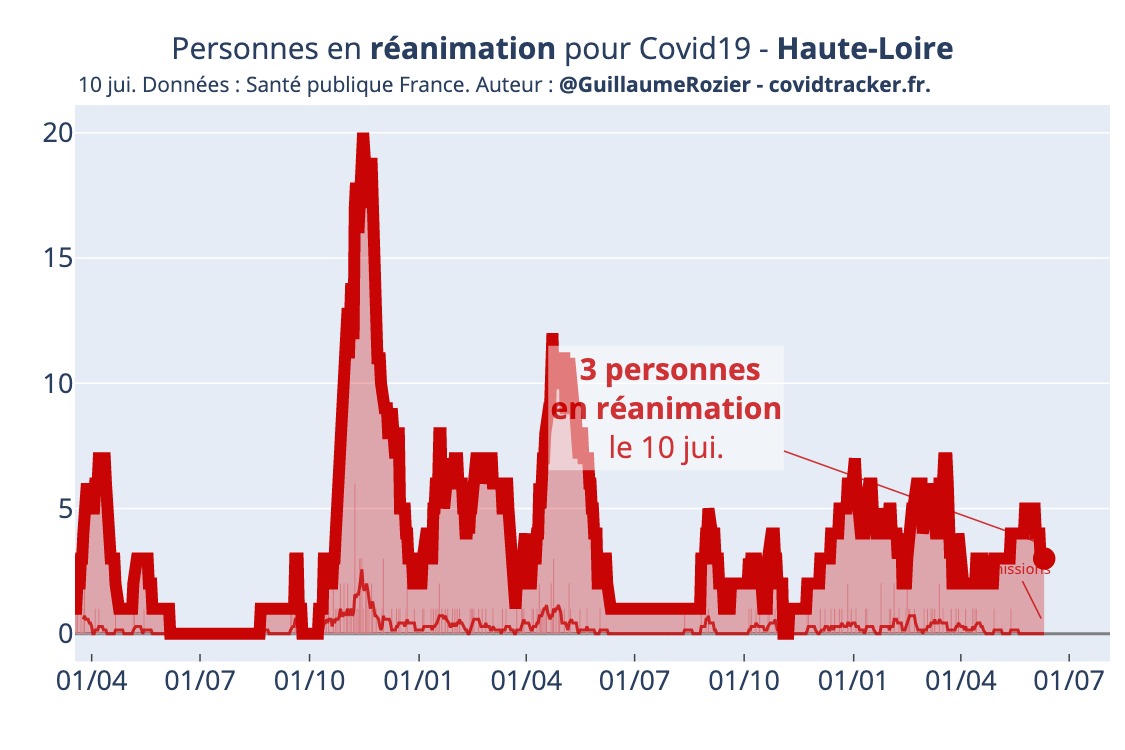 Personnes en réanimation pour Covid19 - Haute-Loire
10 jui. Données : Santé publique France. Auteur : @GuillaumeRozier - covidtracker.fr.
20
15
10
5
0
3 personnes
en réanimation
le 10 jui.
01/04 01/07 01/10 01/01 01/04 01/07 01/10 01/01 01/04 01/07